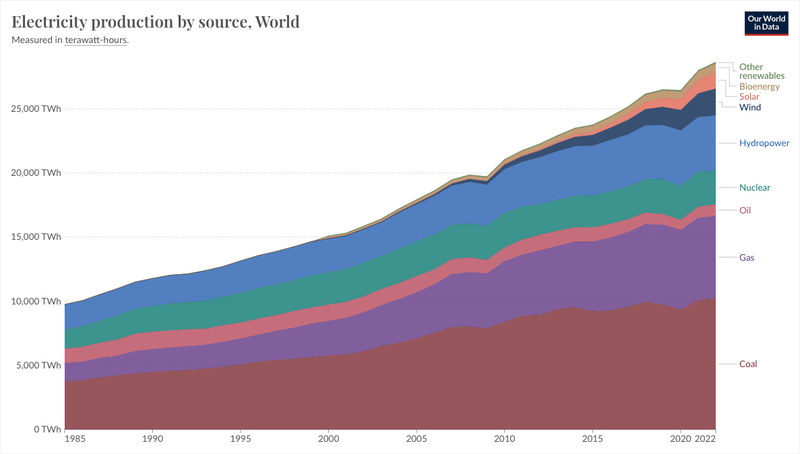 Electricity production by source, World
Measured in terawatt-hours.
Our World
in Data
25,000 TWh
20,000 TWh
15,000 TWh
10,000 TWh
5,000 TWh
0 TWh
1985
1990
1995
2000
2005
2010
2015
2020
2022
Other
renewables
Bioenergy
Solar
Wind
Hydropower
Nuclear
Oil
Gas
Coal